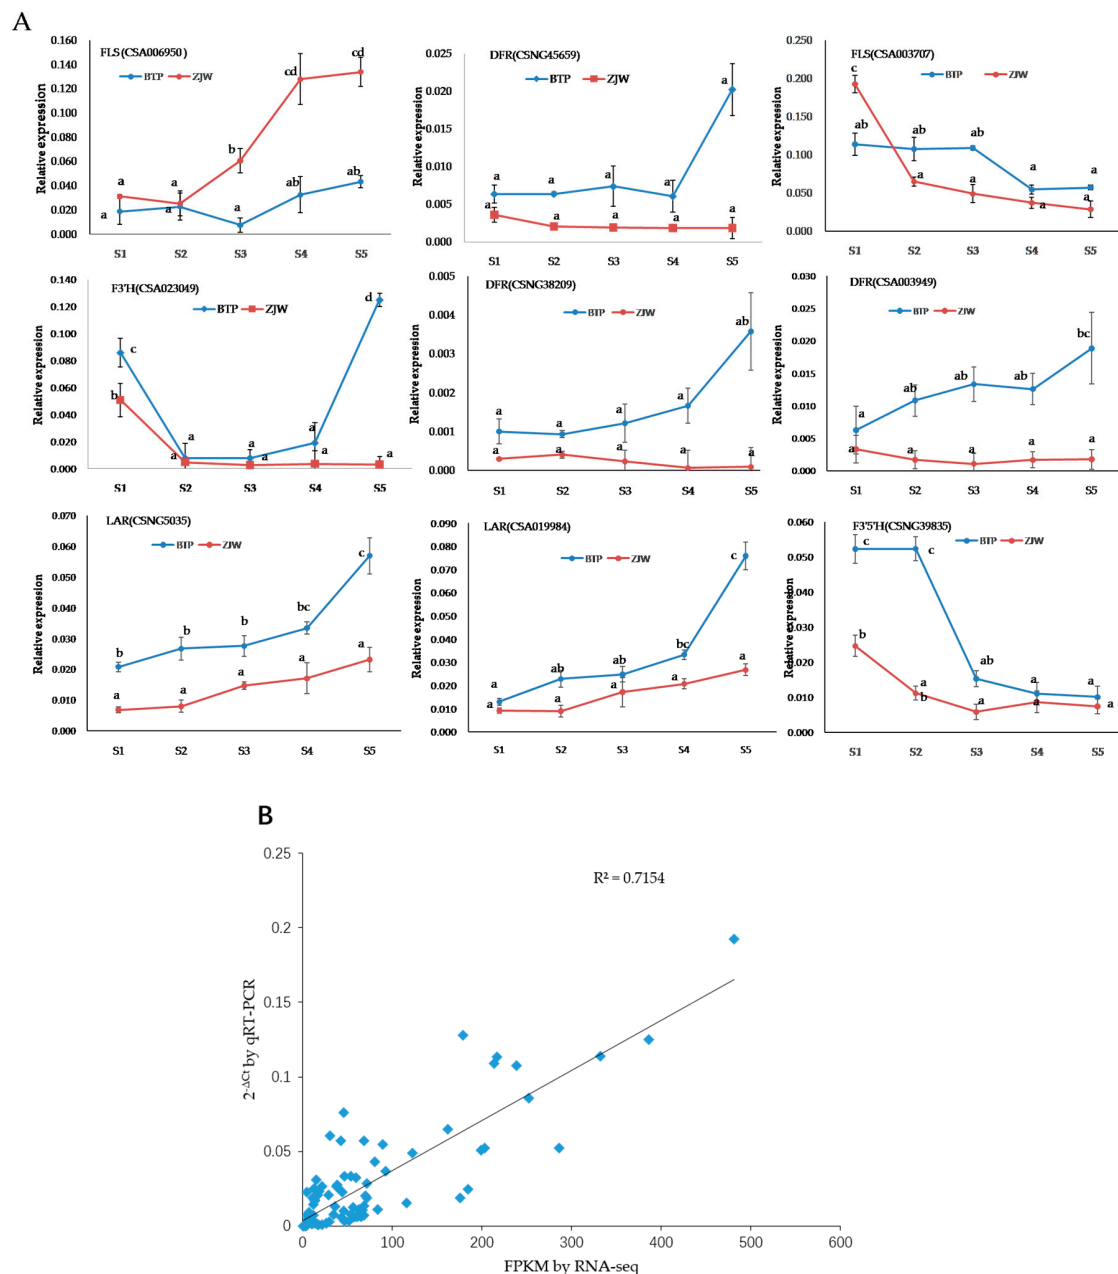 A
FLS(CSA006950)
BTP ZJW
Relative expression
0.160
0.140
0.120
0.100
0.080
0.060
0.040
0.020
0.000
a a b cd cd
a a a ab ab
S1 S2 S3 S4 S5
DFR(CSNG45659)
BTP ZJW
Relative expression
0.025
0.020
0.015
0.010
0.005
0.000
a a a a a
a a a a a
S1 S2 S3 S4 S5
FLS(CSA003707)
BTP ZJW
Relative expression
0.250
0.200
0.150
0.100
0.050
0.000
c ab ab ab a a
a a a a
S1 S2 S3 S4 S5
F3'H(CSA023049)
BTP ZJW
Relative expression
0.140
0.120
0.100
0.080
0.060
0.040
0.020
0.000
c a a a d
b a a a a
S1 S2 S3 S4 S5
DFR(CSNG38209)
BTP ZJW
Relative expression
0.005
0.004
0.003
0.002
0.001
0.000
a a a a ab
a a a a a
S1 S2 S3 S4 S5
DFR(CSA003949)
BTP ZJW
Relative expression
0.030
0.025
0.020
0.015
0.010
0.005
0.000
a ab ab ab bc
a a a a a
S1 S2 S3 S4 S5
LAR(CSNG5035)
BTP ZJW
Relative expression
0.070
0.060
0.050
0.040
0.030
0.020
0.010
0.000
b b b bc c
a a a a a
S1 S2 S3 S4 S5
LAR(CSA019984)
BTP ZJW
Relative expression
0.090
0.080
0.070
0.060
0.050
0.040
0.030
0.020
0.010
0.000
a ab ab bc c
a a a a a
S1 S2 S3 S4 S5
F3'5'H(CSNG39835)
BTP ZJW
Relative expression
0.060
0.050
0.040
0.030
0.020
0.010
0.000
c c ab a a
b a b a a a
S1 S2 S3 S4 S5
B
R² = 0.7154
2^-ΔCt by qRT-PCR
0.25
0.2
0.15
0.1
0.05
0
0 100 200 300 400 500 600
FPKM by RNA-seq